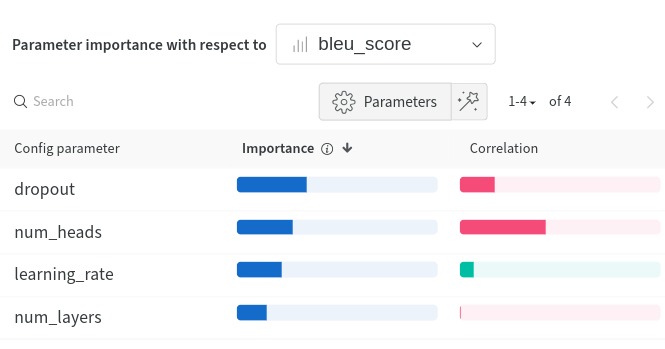 Parameter importance with respect to bleu_score
Search Parameters 1-4 of 4
Config parameter Importance Correlation
dropout
num_heads
learning_rate
num_layers